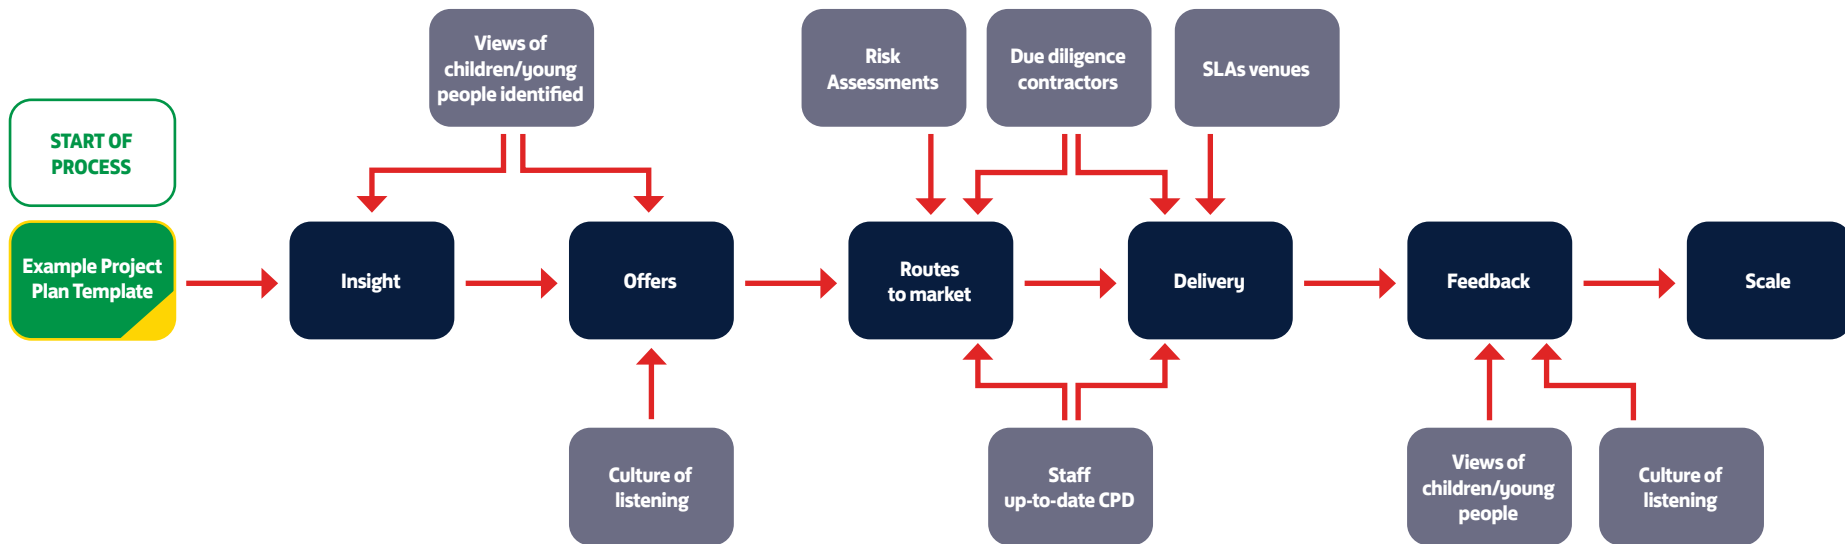 Views of
children/young
people identified
Risk
Assessments
Due diligence
contractors
SLAs venues
START OF
PROCESS
Example Project
Plan Template
Insight
Offers
Routes
to market
Delivery
Feedback
Scale
Culture of
listening
Staff
up-to-date CPD
Views of
children/young
people
Culture of
listening